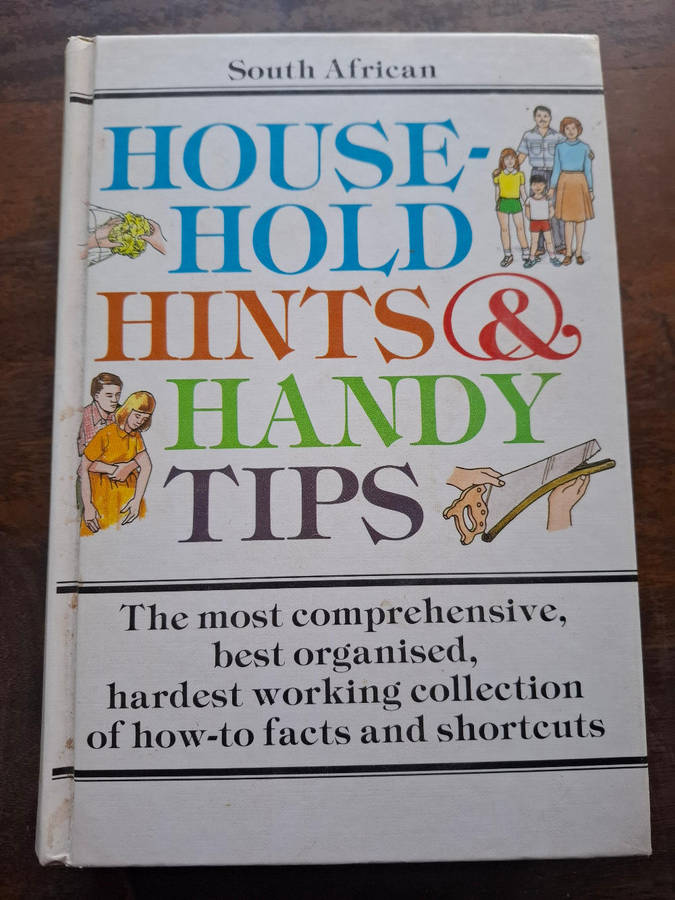 South African
HOUSE-
HOLD
HINTS &
HANDY
TIPS
The most comprehensive,
best organised,
hardest working collection
of how-to facts and shortcuts